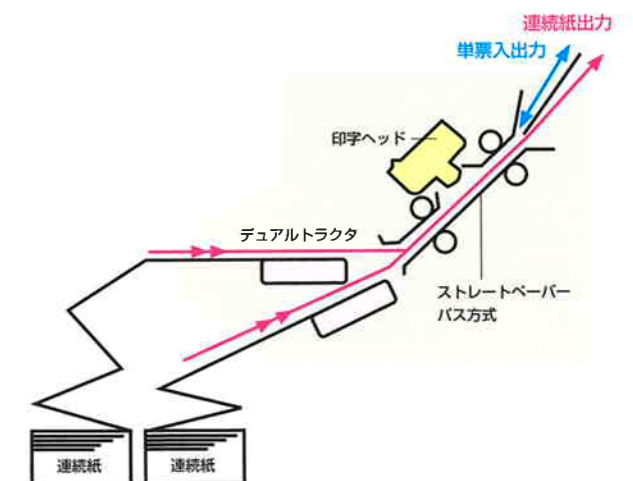 連続紙出力
単票入出力
印字ヘッド
デュアルトラクタ
ストレートペーパー
パス方式
連続紙
連続紙